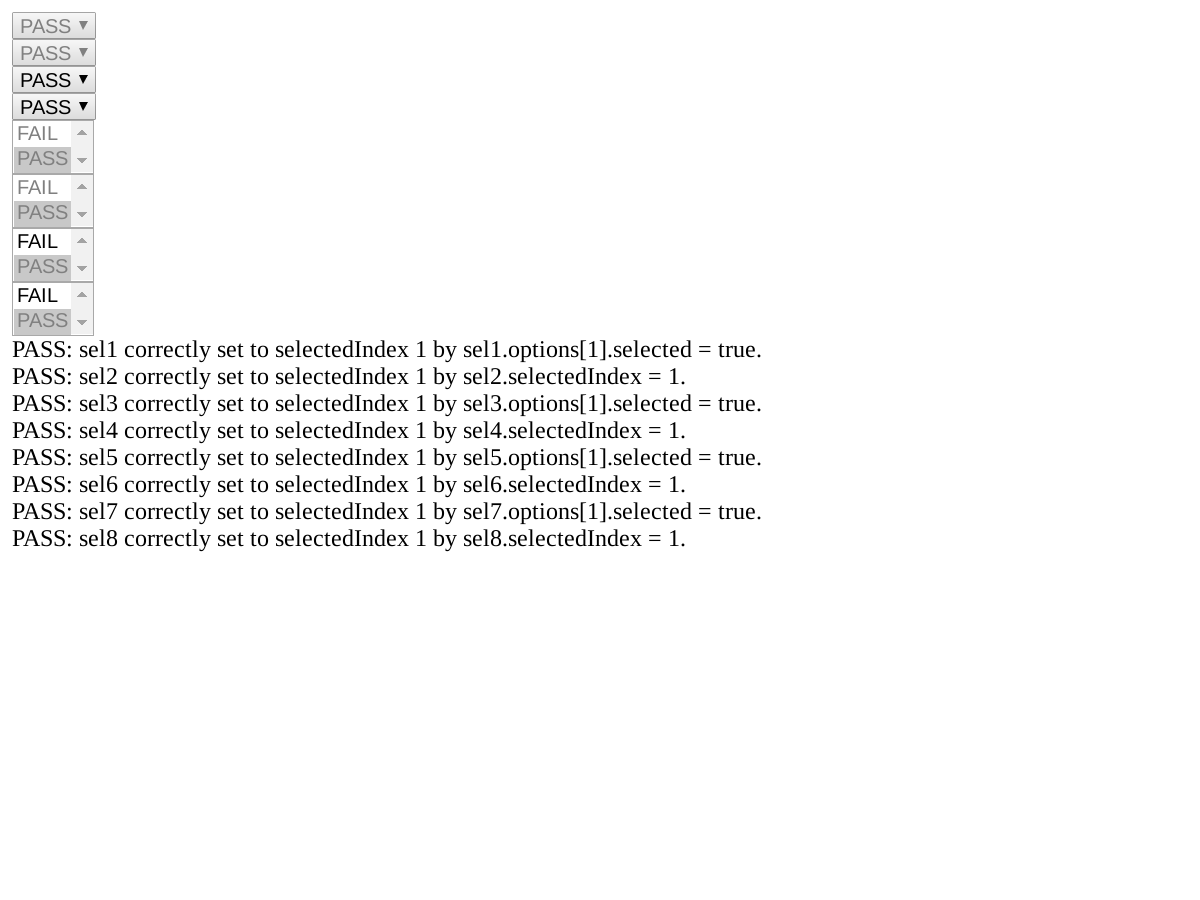 PASS
PASS
PASS
PASS
FAIL
PASS
FAIL
PASS
FAIL
PASS
FAIL
PASS
PASS: sel1 correctly set to selectedIndex 1 by sel1.options[1].selected = true.
PASS: sel2 correctly set to selectedIndex 1 by sel2.selectedIndex = 1.
PASS: sel3 correctly set to selectedIndex 1 by sel3.options[1].selected = true.
PASS: sel4 correctly set to selectedIndex 1 by sel4.selectedIndex = 1.
PASS: sel5 correctly set to selectedIndex 1 by sel5.options[1].selected = true.
PASS: sel6 correctly set to selectedIndex 1 by sel6.selectedIndex = 1.
PASS: sel7 correctly set to selectedIndex 1 by sel7.options[1].selected = true.
PASS: sel8 correctly set to selectedIndex 1 by sel8.selectedIndex = 1.